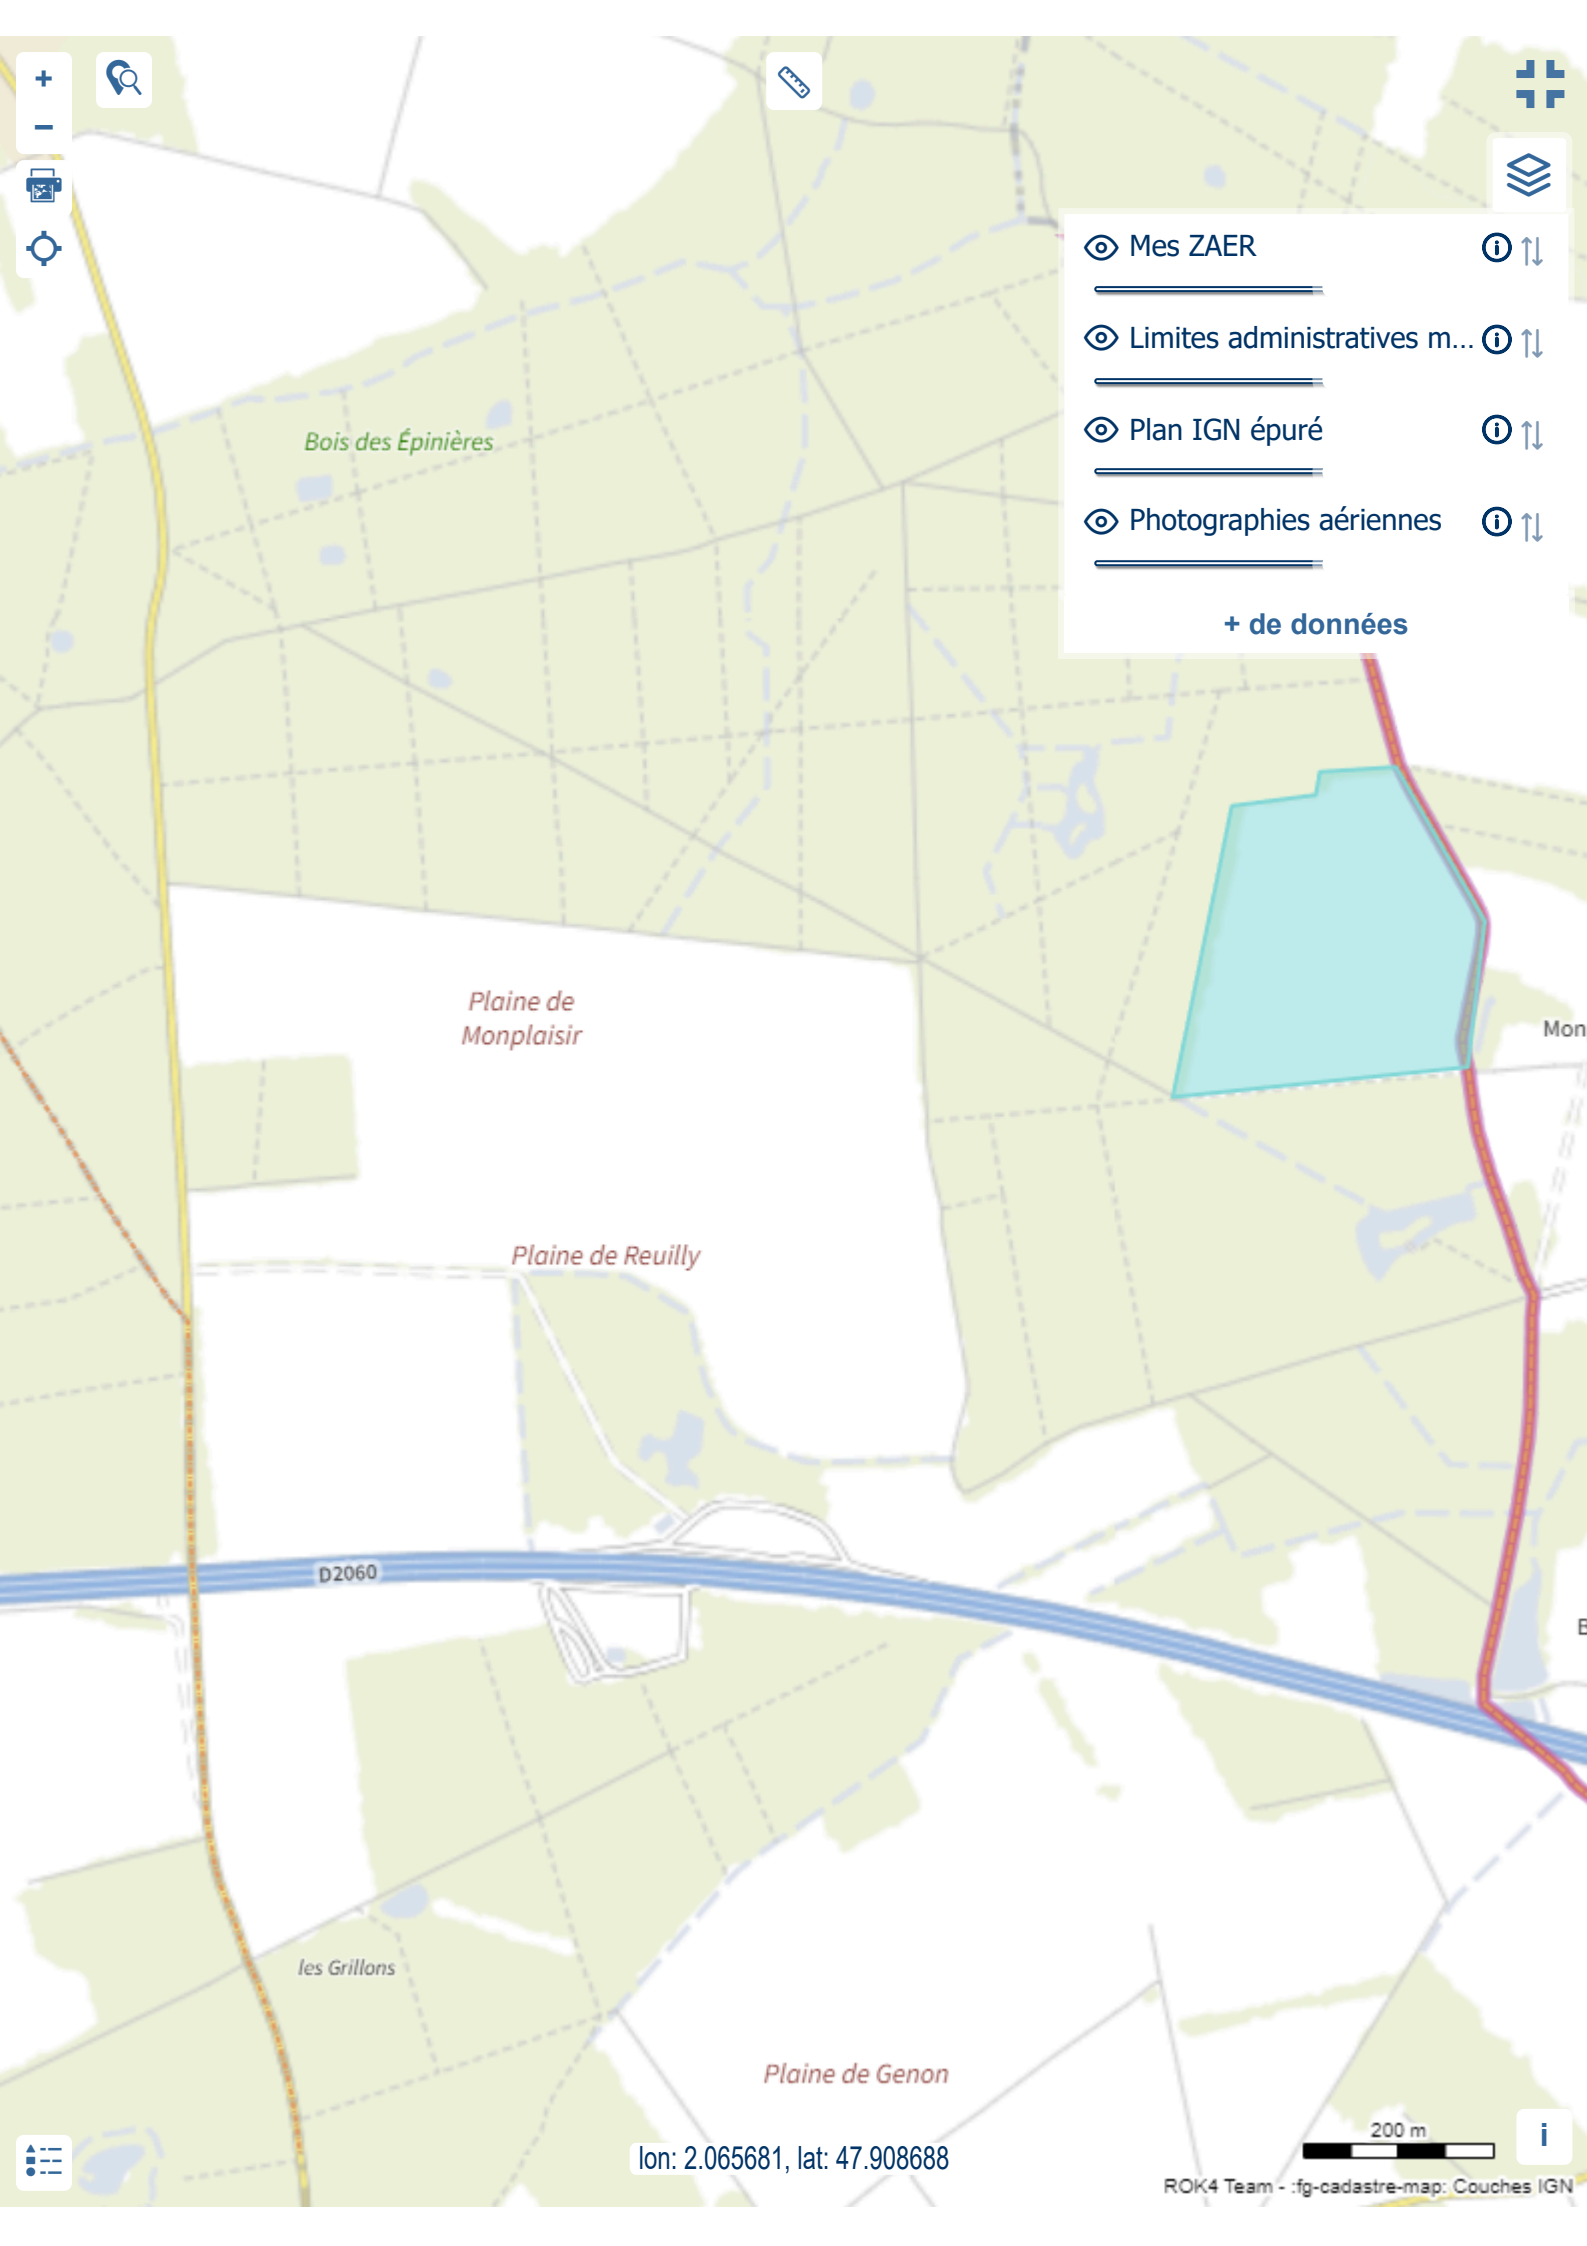 +
−
Mes ZAER
Limites administratives m...
Plan IGN épuré
Photographies aériennes
+ de données
Bois des Épinières
Plaine de
Monplaisir
Mon
Plaine de Reuilly
D2060
les Grillons
Plaine de Genon
200 m
i
lon: 2.065681, lat: 47.908688
ROK4 Team - :fg-cadastre-map: Couches IGN